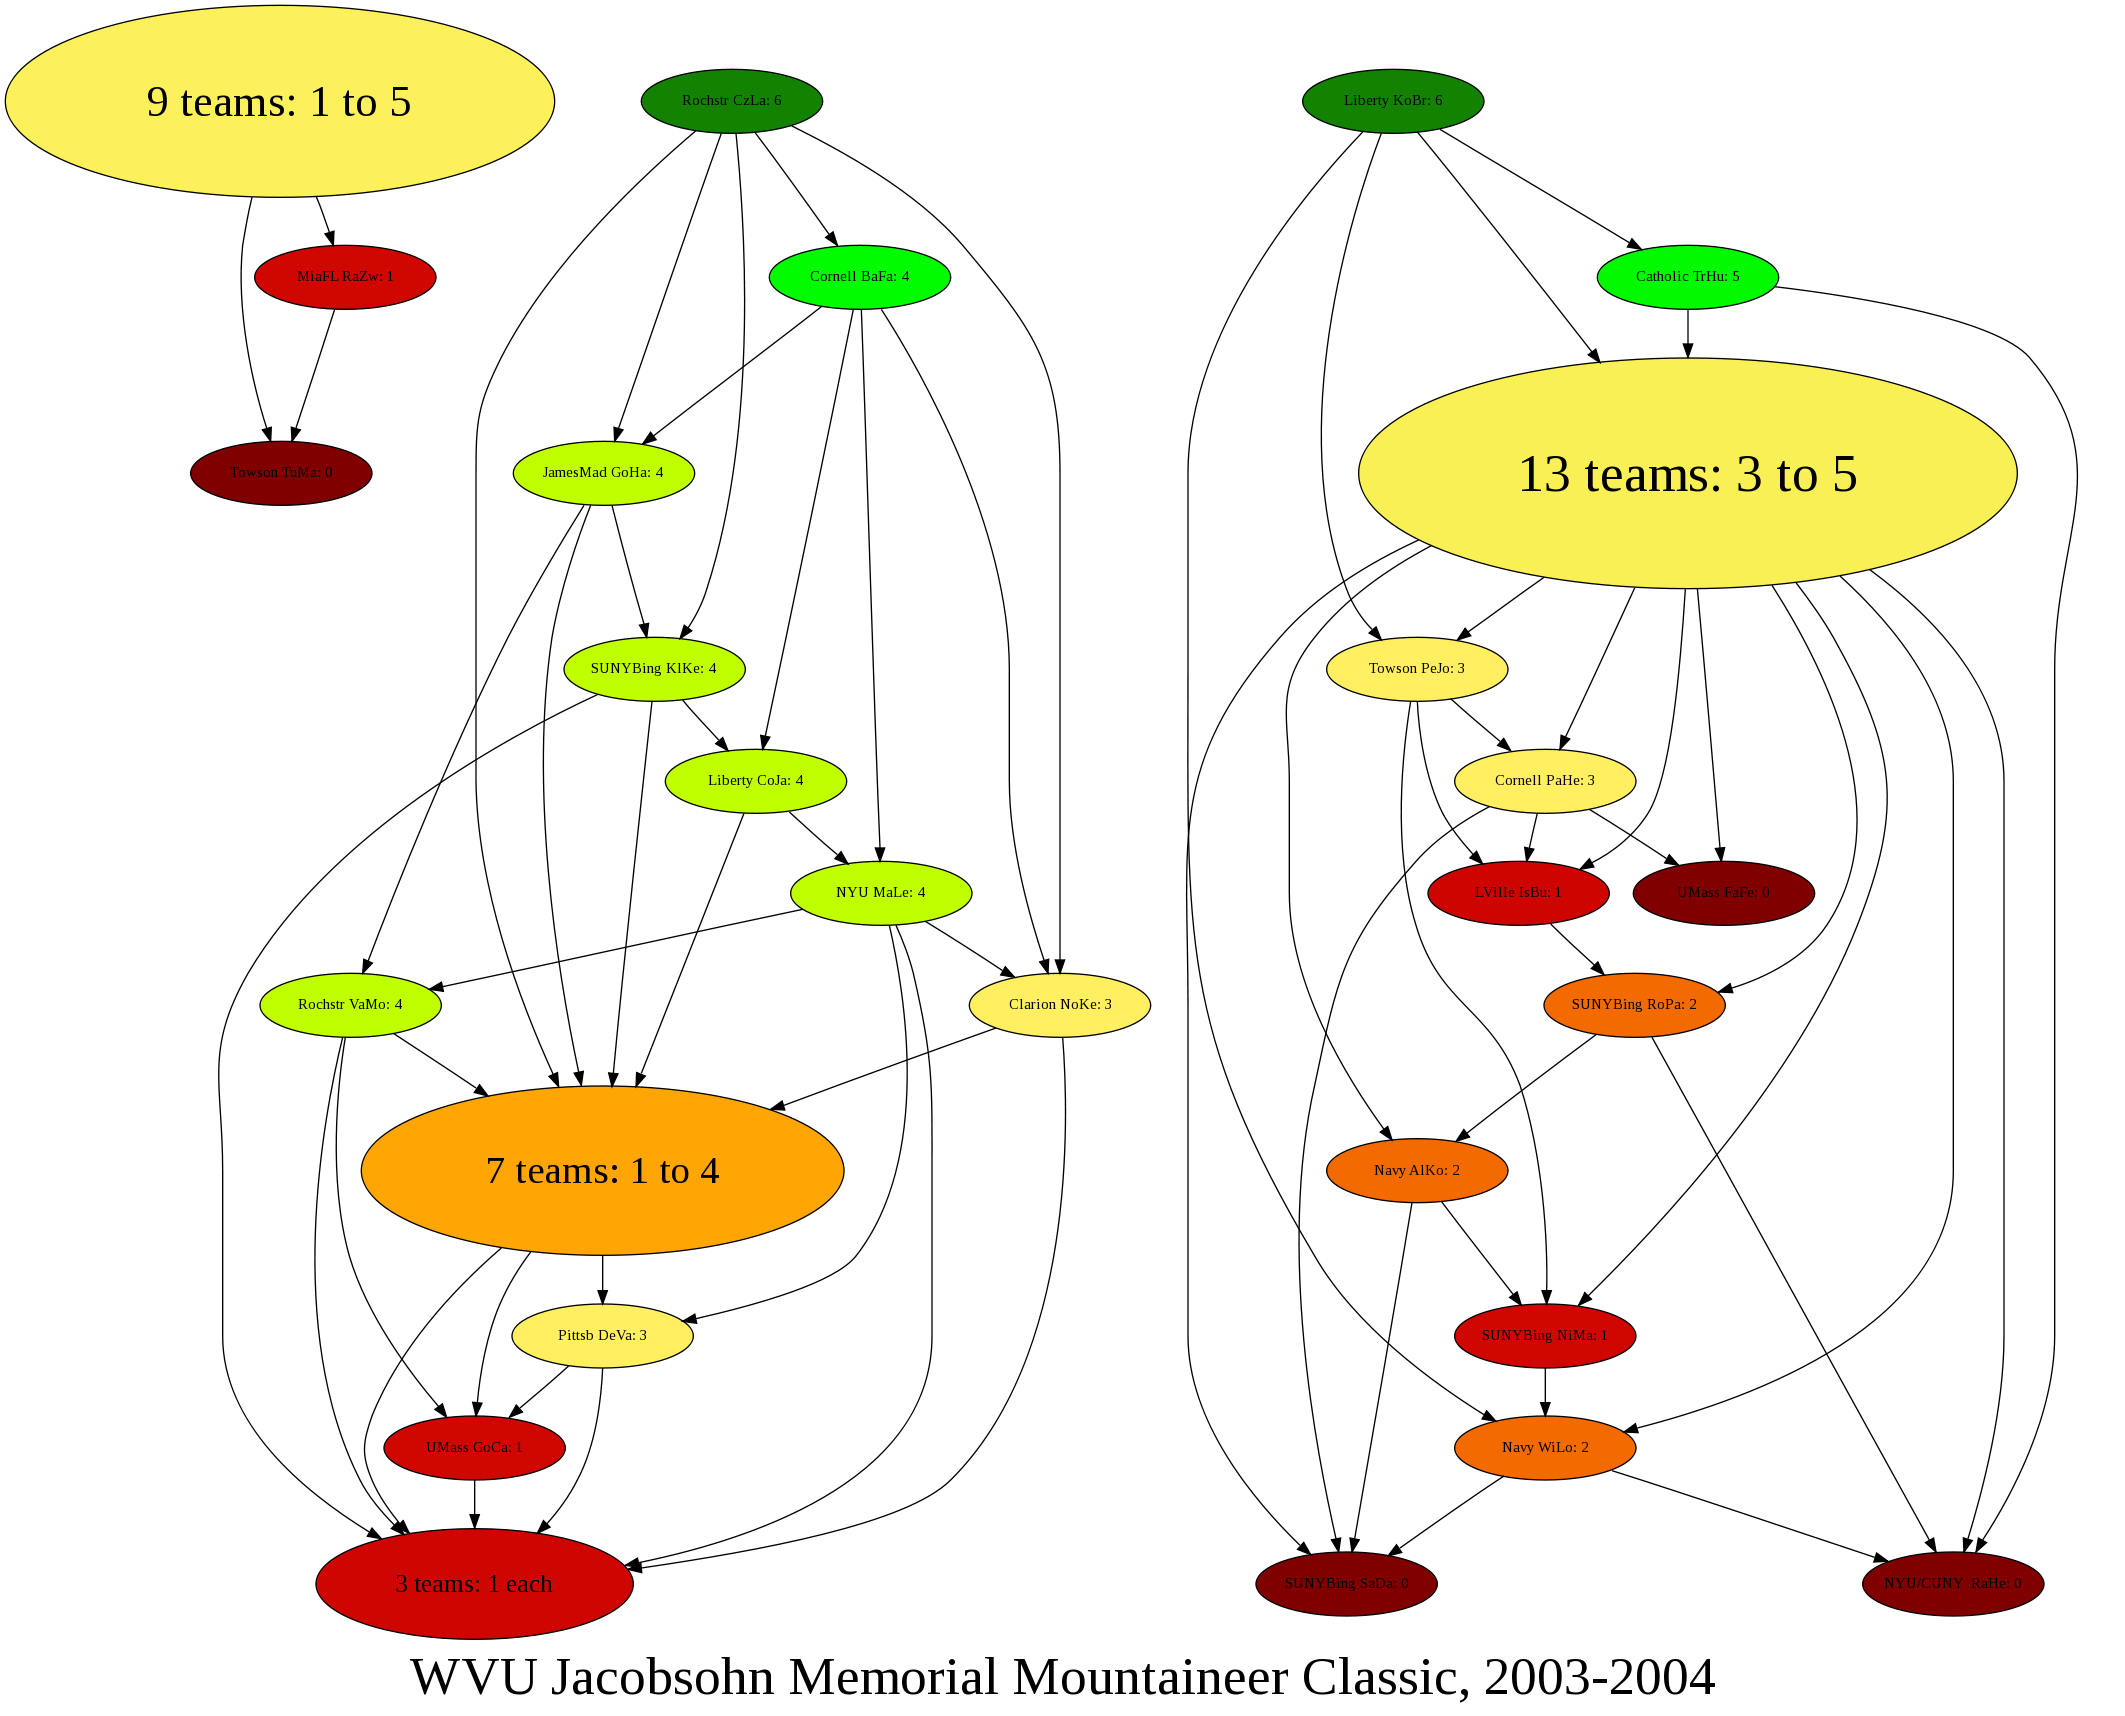 9 teams: 1 to 5
Rochstr CzLa: 6
Liberty KoBr: 6
MiaFL RaZw: 1
Cornell BaFa: 4
Catholic TrHu: 5
Towson TuMa: 0
JamesMad GoHa: 4
13 teams: 3 to 5
SUNYBing KlKe: 4
Towson PeJo: 3
Liberty CoJa: 4
Cornell PaHe: 3
NYU MaLe: 4
LVille IsBu: 1
UMass FaFe: 0
Rochstr VaMo: 4
Clarion NoKe: 3
SUNYBing RoPa: 2
7 teams: 1 to 4
Navy AlKo: 2
Pittsb DeVa: 3
SUNYBing NiMa: 1
UMass GoCa: 1
Navy WiLo: 2
3 teams: 1 each
SUNYBing SaDa: 0
NYU/CUNY RaHe: 0
WVU Jacobsohn Memorial Mountaineer Classic, 2003-2004